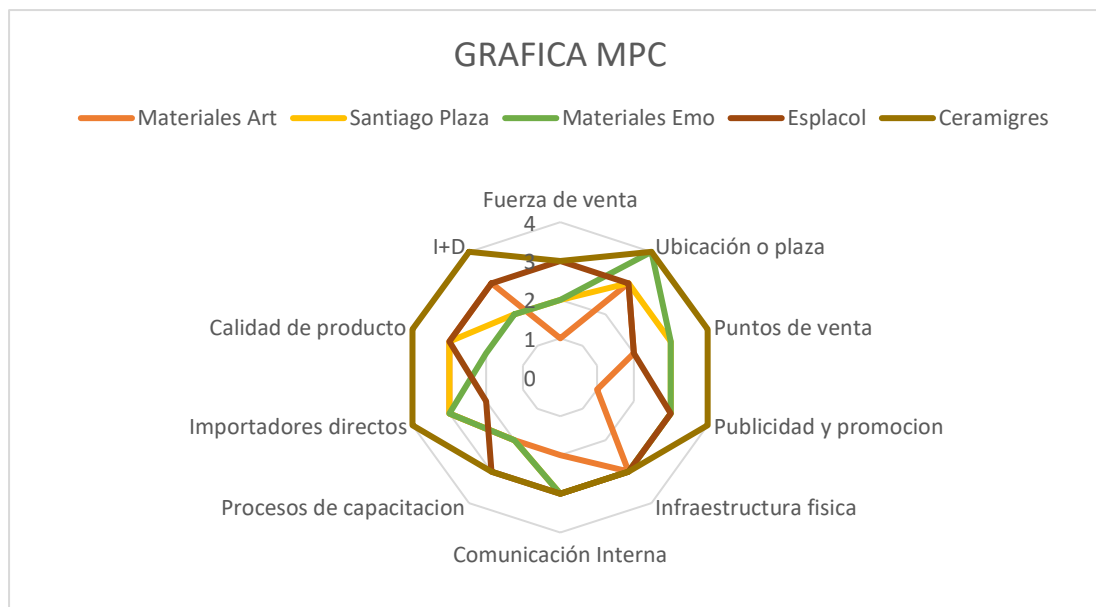 GRAFICA MPC
Materiales Art Santiago Plaza Materiales Emo Esplacol Ceramigres
Fuerza de venta
4
I+D Ubicación o plaza
3
2
Calidad de producto Puntos de venta
1
0
Importadores directos Publicidad y promocion
Procesos de capacitacion Infraestructura fisica
Comunicación Interna